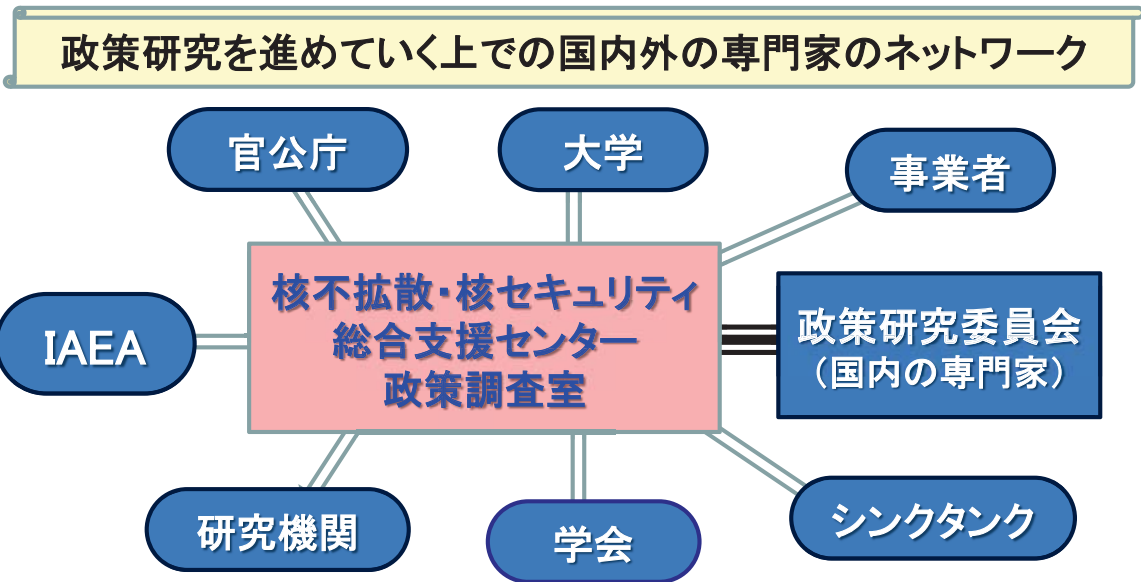 政策研究を進めていく上での国内外の専門家のネットワーク
官公庁
大学
事業者
核不拡散・核セキュリティ
総合支援センター
政策調査室
IAEA
政策研究委員会
（国内の専門家）
研究機関
学会
シンクタンク